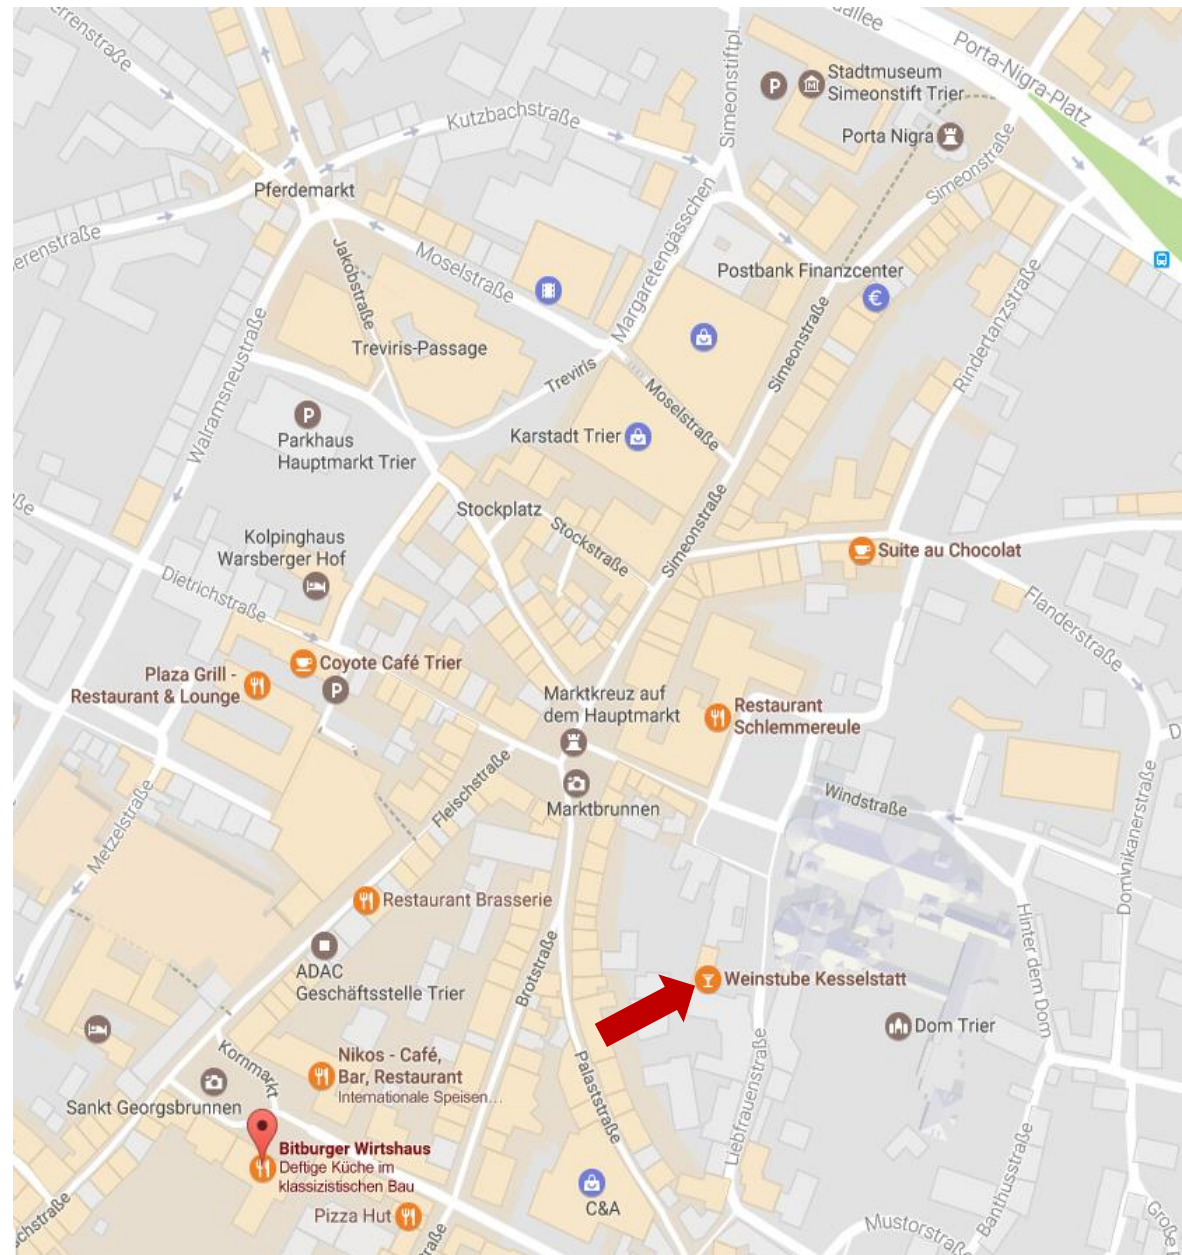 Porta-Nigra-Platz
Simeonstiftpl.
Stadtmuseum
Simeonstift Trier
Kutzbachstraße
Porta Nigra
Simeonstraße
Pferdemarkt
Margaretengässchen
Jakobstraße
Moselstraße
Postbank Finanzcenter
Rindertanzstraße
Walramsneustraße
Treviris-Passage
Simeonstraße
Treviris
Moselstraße
Parkhaus
Hauptmarkt Trier
Karstadt Trier
Stockplatz
Stockstraße
Simeonstraße
Kolpinghaus
Warsberger Hof
Suite au Chocolat
Dietrichstraße
Flanderstraße
Coyote Café Trier
Plaza Grill -
Restaurant & Lounge
Marktkreuz auf
dem Hauptmarkt
Restaurant
Schlemmereule
Fleischstraße
Marktbrunnen
Windstraße
Metzelstraße
Dominikanerstraße
Restaurant Brasserie
Brotstraße
ADAC
Geschäftsstelle Trier
Weinstube Kesselstatt
Hinter dem Dom
Dom Trier
Kornmarkt
Nikos - Café,
Bar, Restaurant
Internationale Speisen...
Sankt Georgsbrunnen
Palaststraße
Liebfrauenstraße
Bitburger Wirtshaus
Deftige Küche im
klassizistischen Bau
Banthusstraße
C&A
Pizza Hut
Mustorstraße
Große